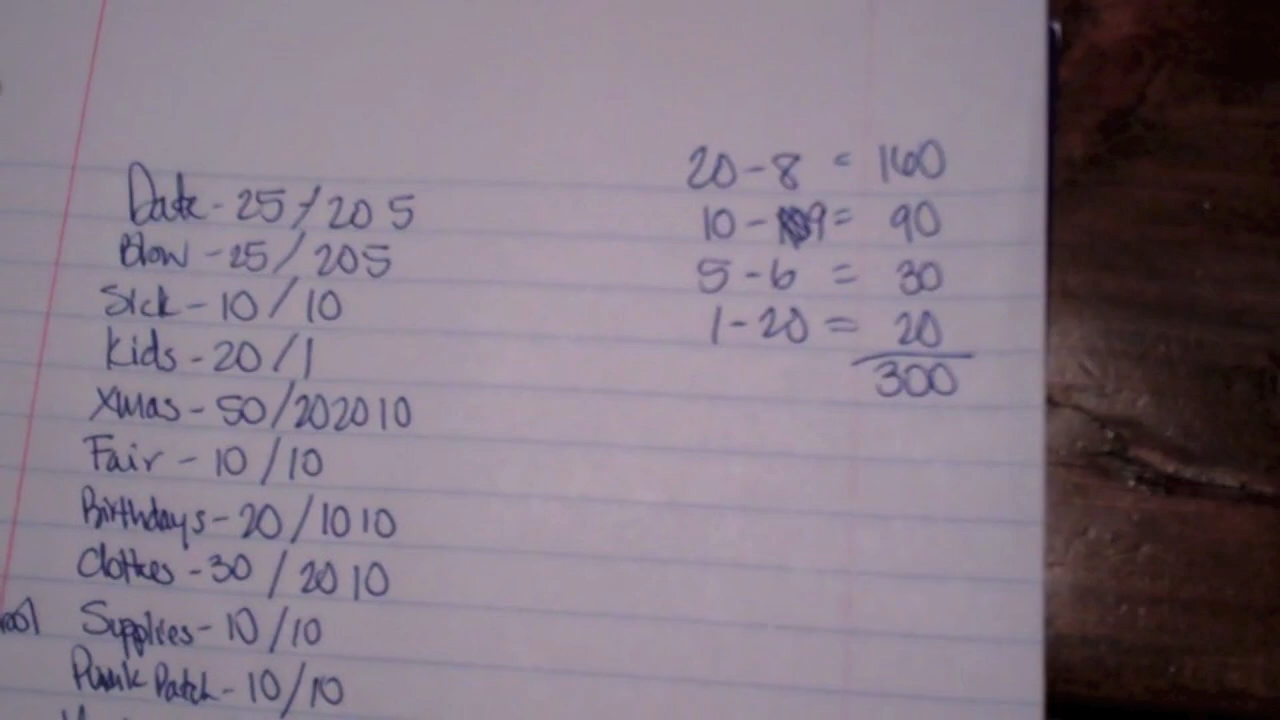 Date - 25 / 20 5
Blow - 25 / 20 5
Sick - 10 / 10
Kids - 20 / 1
Xmas - 50 / 20 20 10
Fair - 10 / 10
Birthdays - 20 / 10 10
Clothes - 30 / 20 10
Supplies - 10 / 10
Patch - 10 / 10
20 - 8 = 160
10 - 9 = 90
5 - 6 = 30
1 - 20 = 20
300